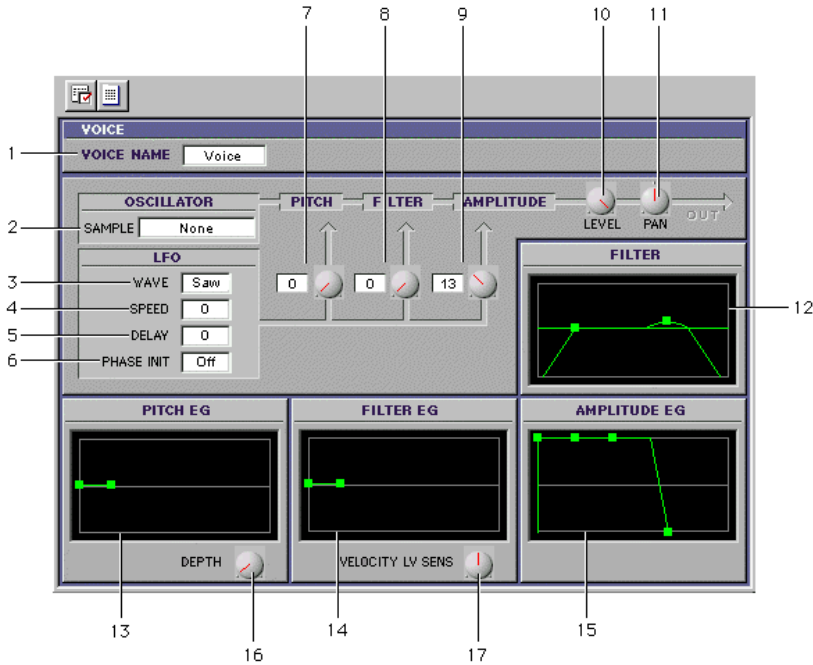 7 8 9 10 11
VOICE
1 VOICE NAME Voice
OSCILLATOR PITCH FILTER AMPLITUDE
2 SAMPLE None LEVEL PAN OUT
LFO FILTER
3 WAVE Saw 0 0 13
4 SPEED 0 12
5 DELAY 0
6 PHASE INIT Off
PITCH EG FILTER EG AMPLITUDE EG
DEPTH VELOCITY LV SENS
13 16 14 17 15